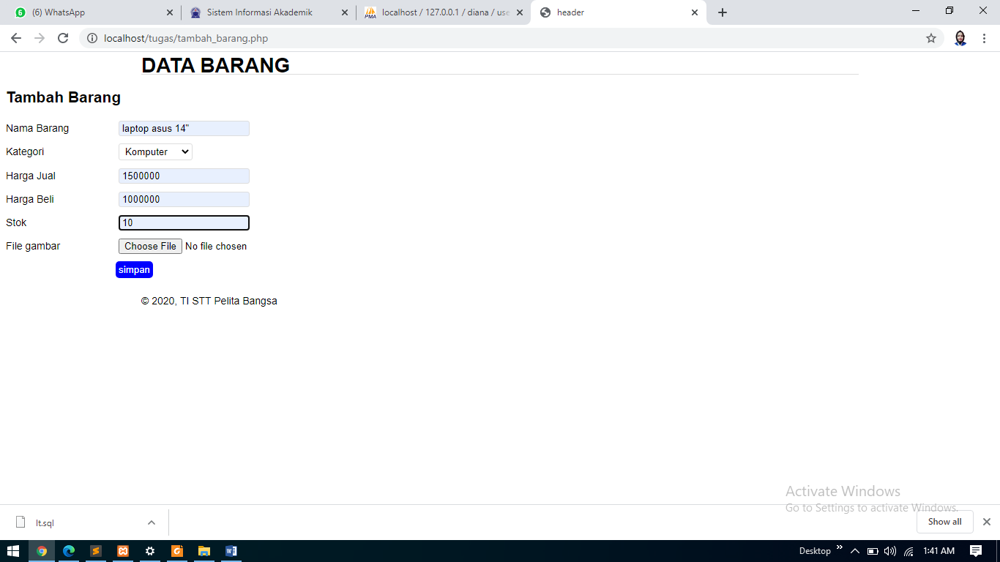 (6) WhatsApp
Sistem Informasi Akademik
localhost / 127.0.0.1 / diana / use
header
localhost/tugas/tambah_barang.php
DATA BARANG
Tambah Barang
Nama Barang laptop asus 14"
Kategori Komputer
Harga Jual 1500000
Harga Beli 1000000
Stok 10
File gambar Choose File No file chosen
simpan
© 2020, TI STT Pelita Bangsa
Activate Windows
Go to Settings to activate Windows.
lt.sql
Show all
Desktop
1:41 AM